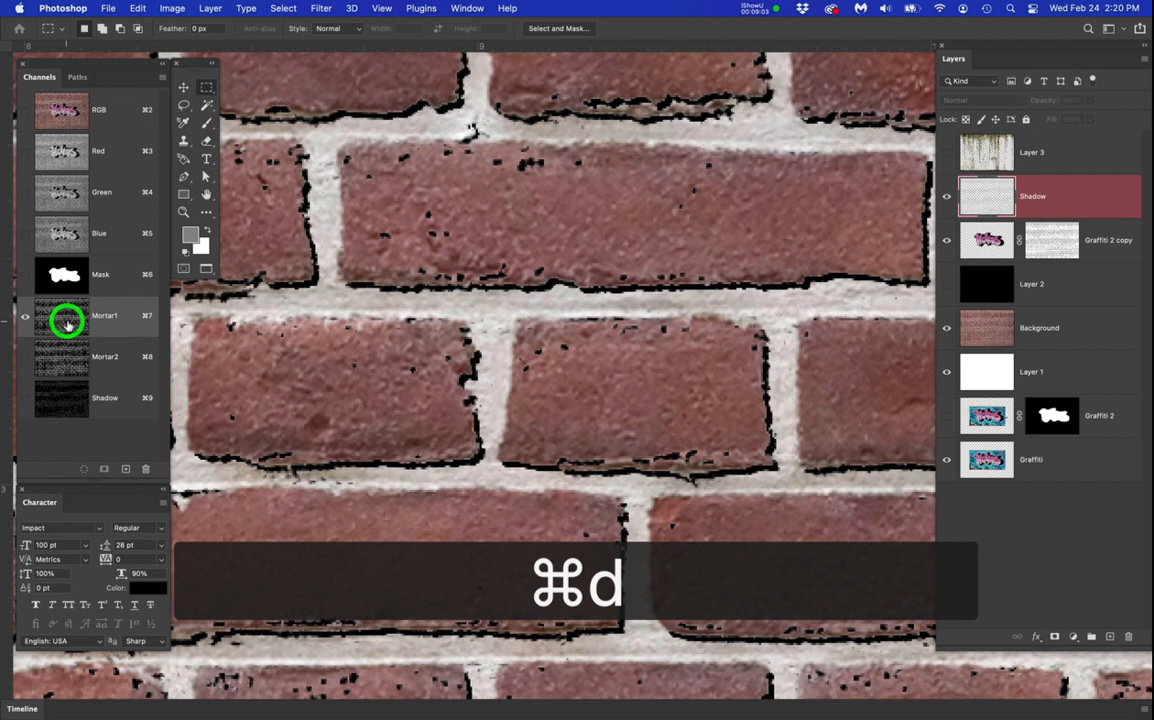 Photoshop File Edit Image Layer Type Select Filter 3D View Plugins Window Help
iShowU
00:09:03
Wed Feb 24 2:20 PM
Feather: 0 px
Anti-alias
Style: Normal
Width:
Height:
Select and Mask...
8
9
Channels Paths
RGB ⌘2
Red ⌘3
Green ⌘4
Blue ⌘5
Mask ⌘6
Mortar1 ⌘7
Mortar2 ⌘8
Shadow ⌘9
3
Character
Impact Regular
100 pt 28 pt
Metrics 0
100% 90%
0 pt Color:
English: USA Sharp
⌘d
Layers
Kind
Normal Opacity: 100%
Lock: Fill:
Layer 3
Shadow
Graffiti 2 copy
Layer 2
Background
Layer 1
Graffiti 2
Graffiti
Timeline